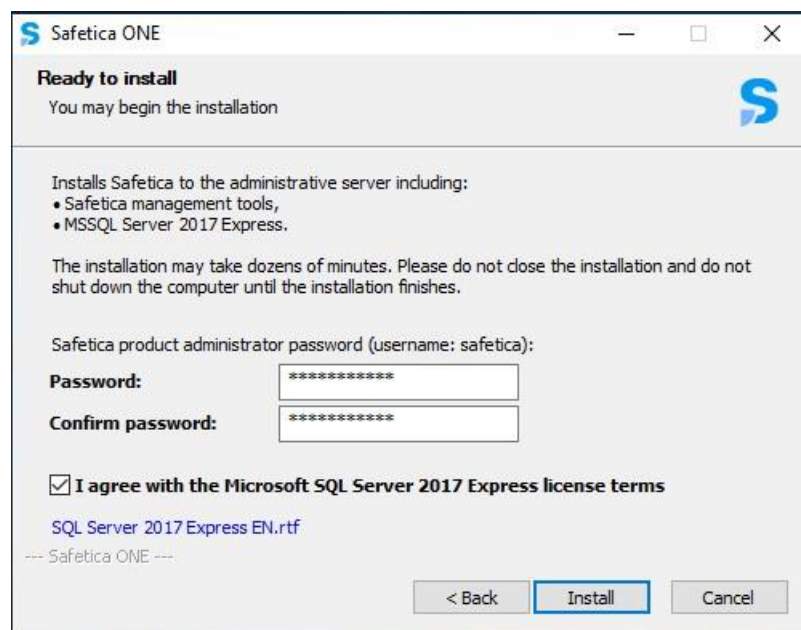 Safetica ONE
Ready to install
You may begin the installation
Installs Safetica to the administrative server including:
• Safetica management tools,
• MSSQL Server 2017 Express.
The installation may take dozens of minutes. Please do not close the installation and do not
shut down the computer until the installation finishes.
Safetica product administrator password (username: safetica):
Password: ***********
Confirm password: ***********
I agree with the Microsoft SQL Server 2017 Express license terms
SQL Server 2017 Express EN.rtf
--- Safetica ONE ---
< Back Install Cancel